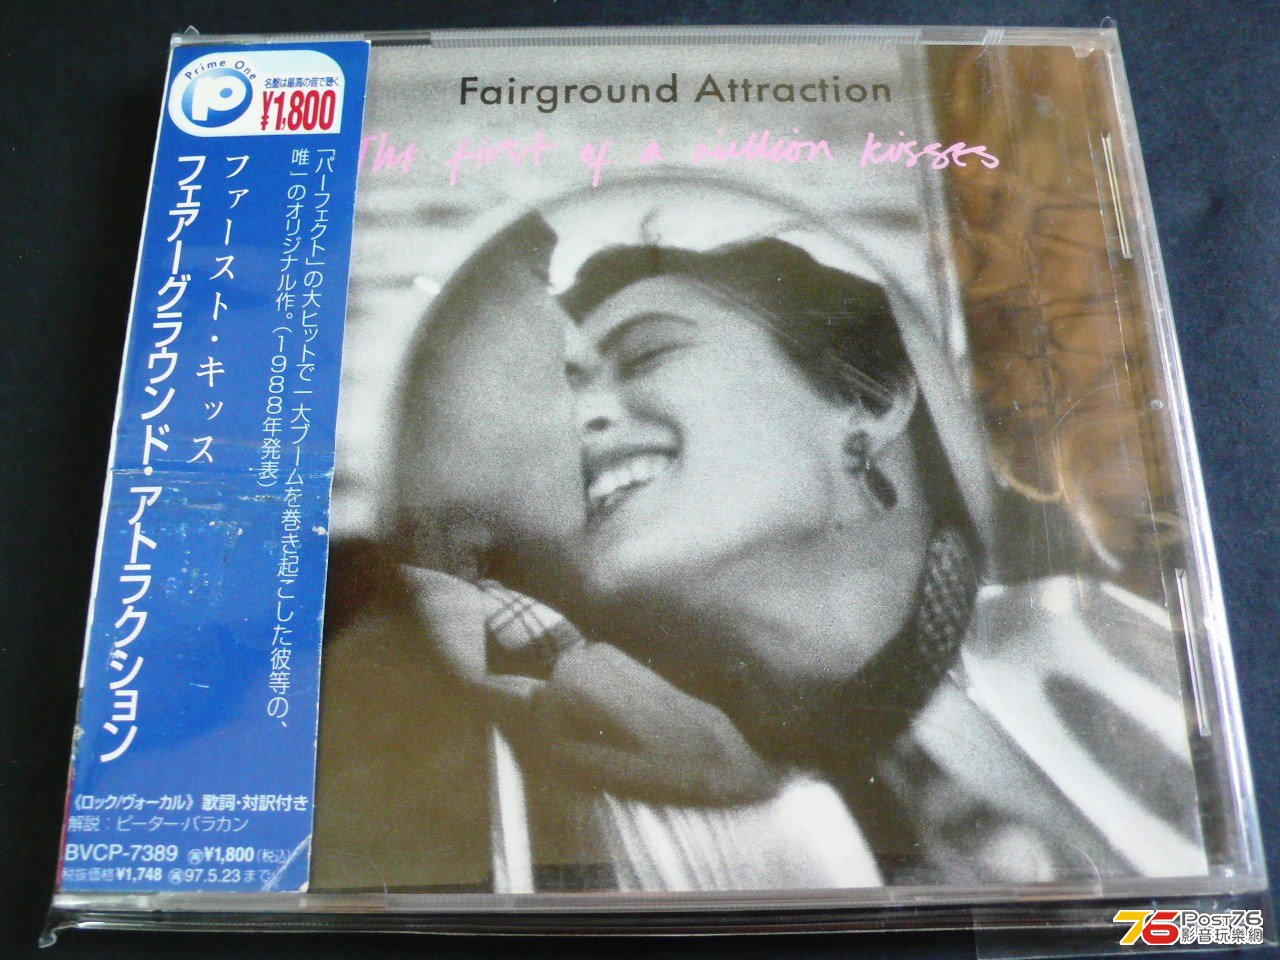 Prime One
名盤は最高の音で聴く
¥1,800
Fairground Attraction
The first of a million kisses
「パーフェクト」の大ヒットで一大ブームを巻き起こした彼等の、
唯一のオリジナル作。(1988年発表)
ファースト・キッス
フェアーグラウンド・アトラクション
《ロック/ヴォーカル》 歌詞・対訳付き
解説：ピーター・バラカン
BVCP-7389 再¥1,800(税込)
税抜価格¥1,748 再97.5.23まで
76 Post76
影音玩樂網